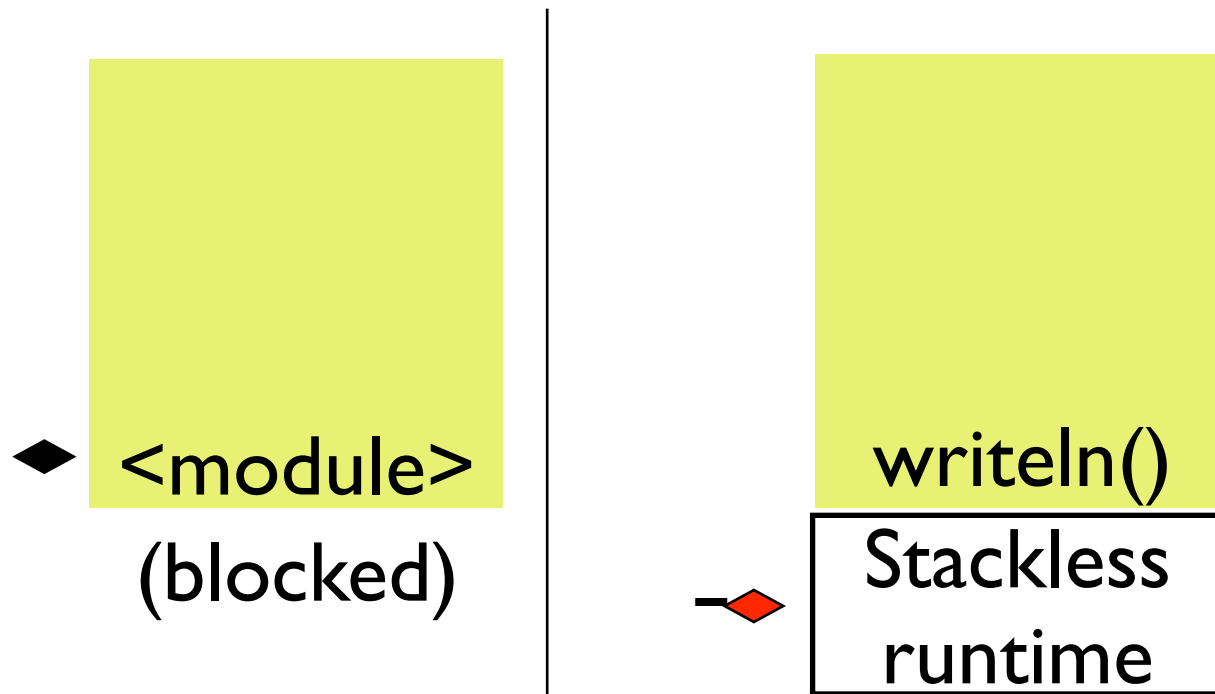 <module>
(blocked)
writeln()
Stackless
runtime